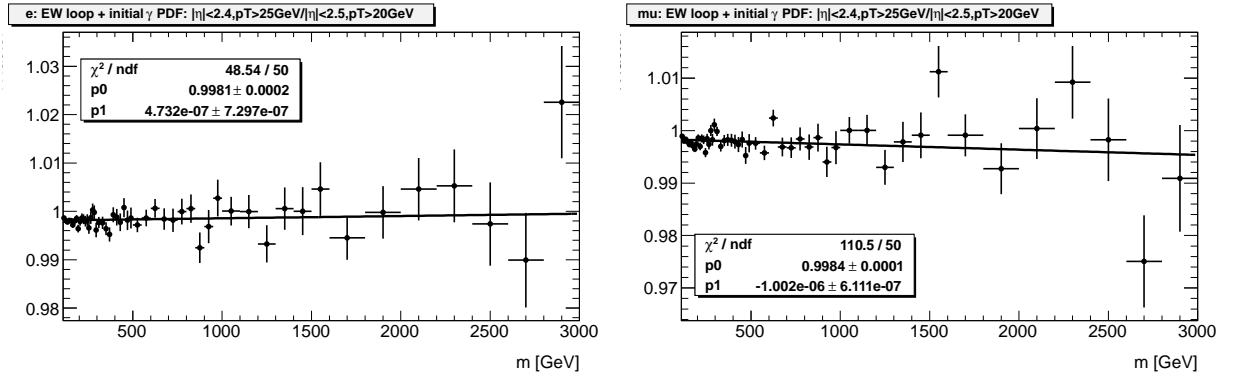 e: EW loop + initial γ PDF: |η|<2.4,pT>25GeV/|η|<2.5,pT>20GeV
χ² / ndf 48.54 / 50
p0 0.9981 ± 0.0002
p1 4.732e-07 ± 7.297e-07
1.03
1.02
1.01
1
0.99
0.98
500 1000 1500 2000 2500 3000
m [GeV]
mu: EW loop + initial γ PDF: |η|<2.4,pT>25GeV/|η|<2.5,pT>20GeV
1.01
1
0.99
0.98
0.97
χ² / ndf 110.5 / 50
p0 0.9984 ± 0.0001
p1 -1.002e-06 ± 6.111e-07
500 1000 1500 2000 2500 3000
m [GeV]